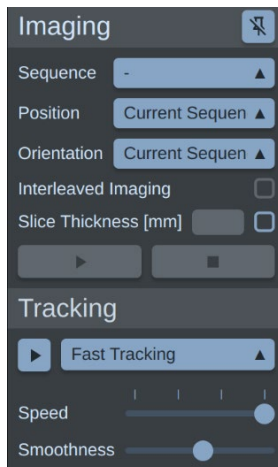 Imaging
Sequence -
Position Current Sequen
Orientation Current Sequen
Interleaved Imaging
Slice Thickness [mm]
Tracking
Fast Tracking
Speed
Smoothness